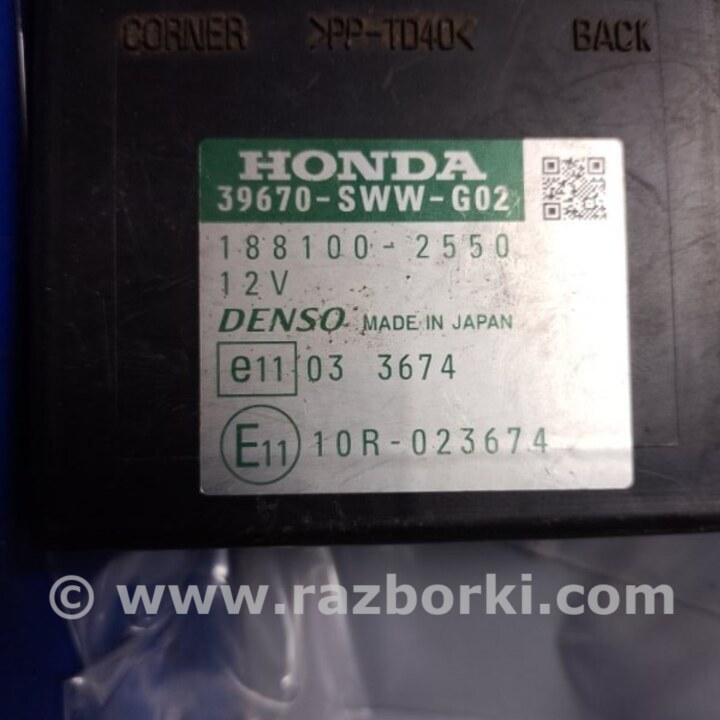 CORNER >PP-TD40< BACK
HONDA
39670-SWW-G02
188100-2550
12V
DENSO MADE IN JAPAN
e11 03 3674
E11 10R-023674
© www.razborki.com